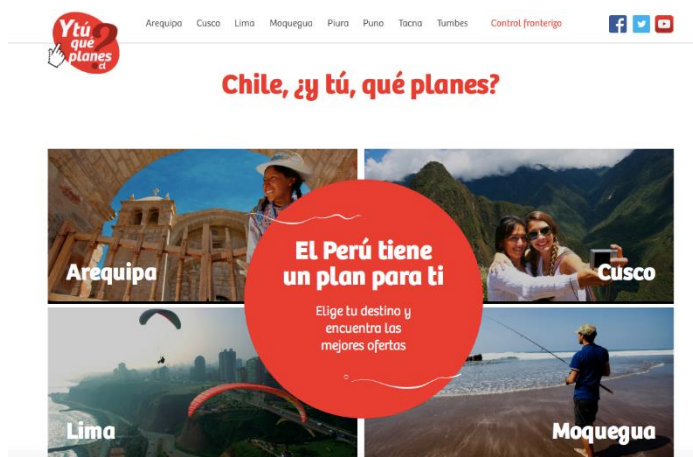 Y tú
qué
planes
?
.cl
Arequipa Cusco Lima Moquegua Piura Puno Tacna Tumbes Control fronterizo
Chile, ¿y tú, qué planes?
El Perú tiene
un plan para ti
Elige tu destino y
encuentra las
mejores ofertas
Arequipa
Cusco
Lima
Moquegua